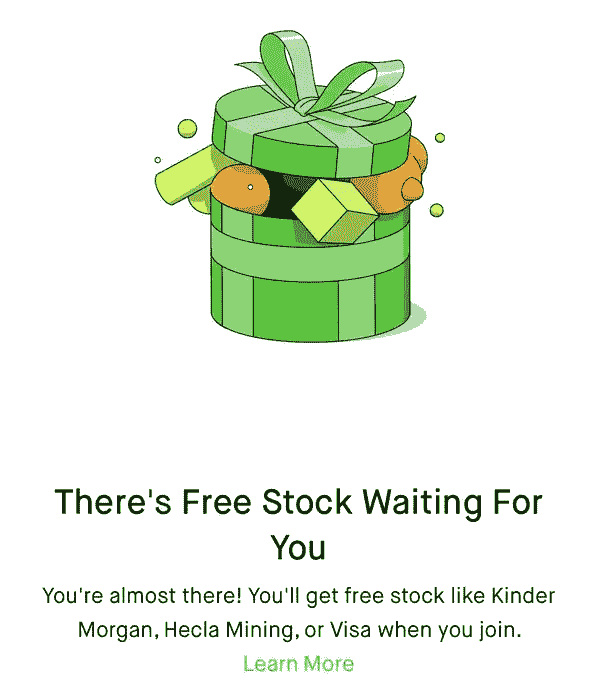 There's Free Stock Waiting For
You
You're almost there! You'll get free stock like Kinder
Morgan, Hecla Mining, or Visa when you join.
Learn More